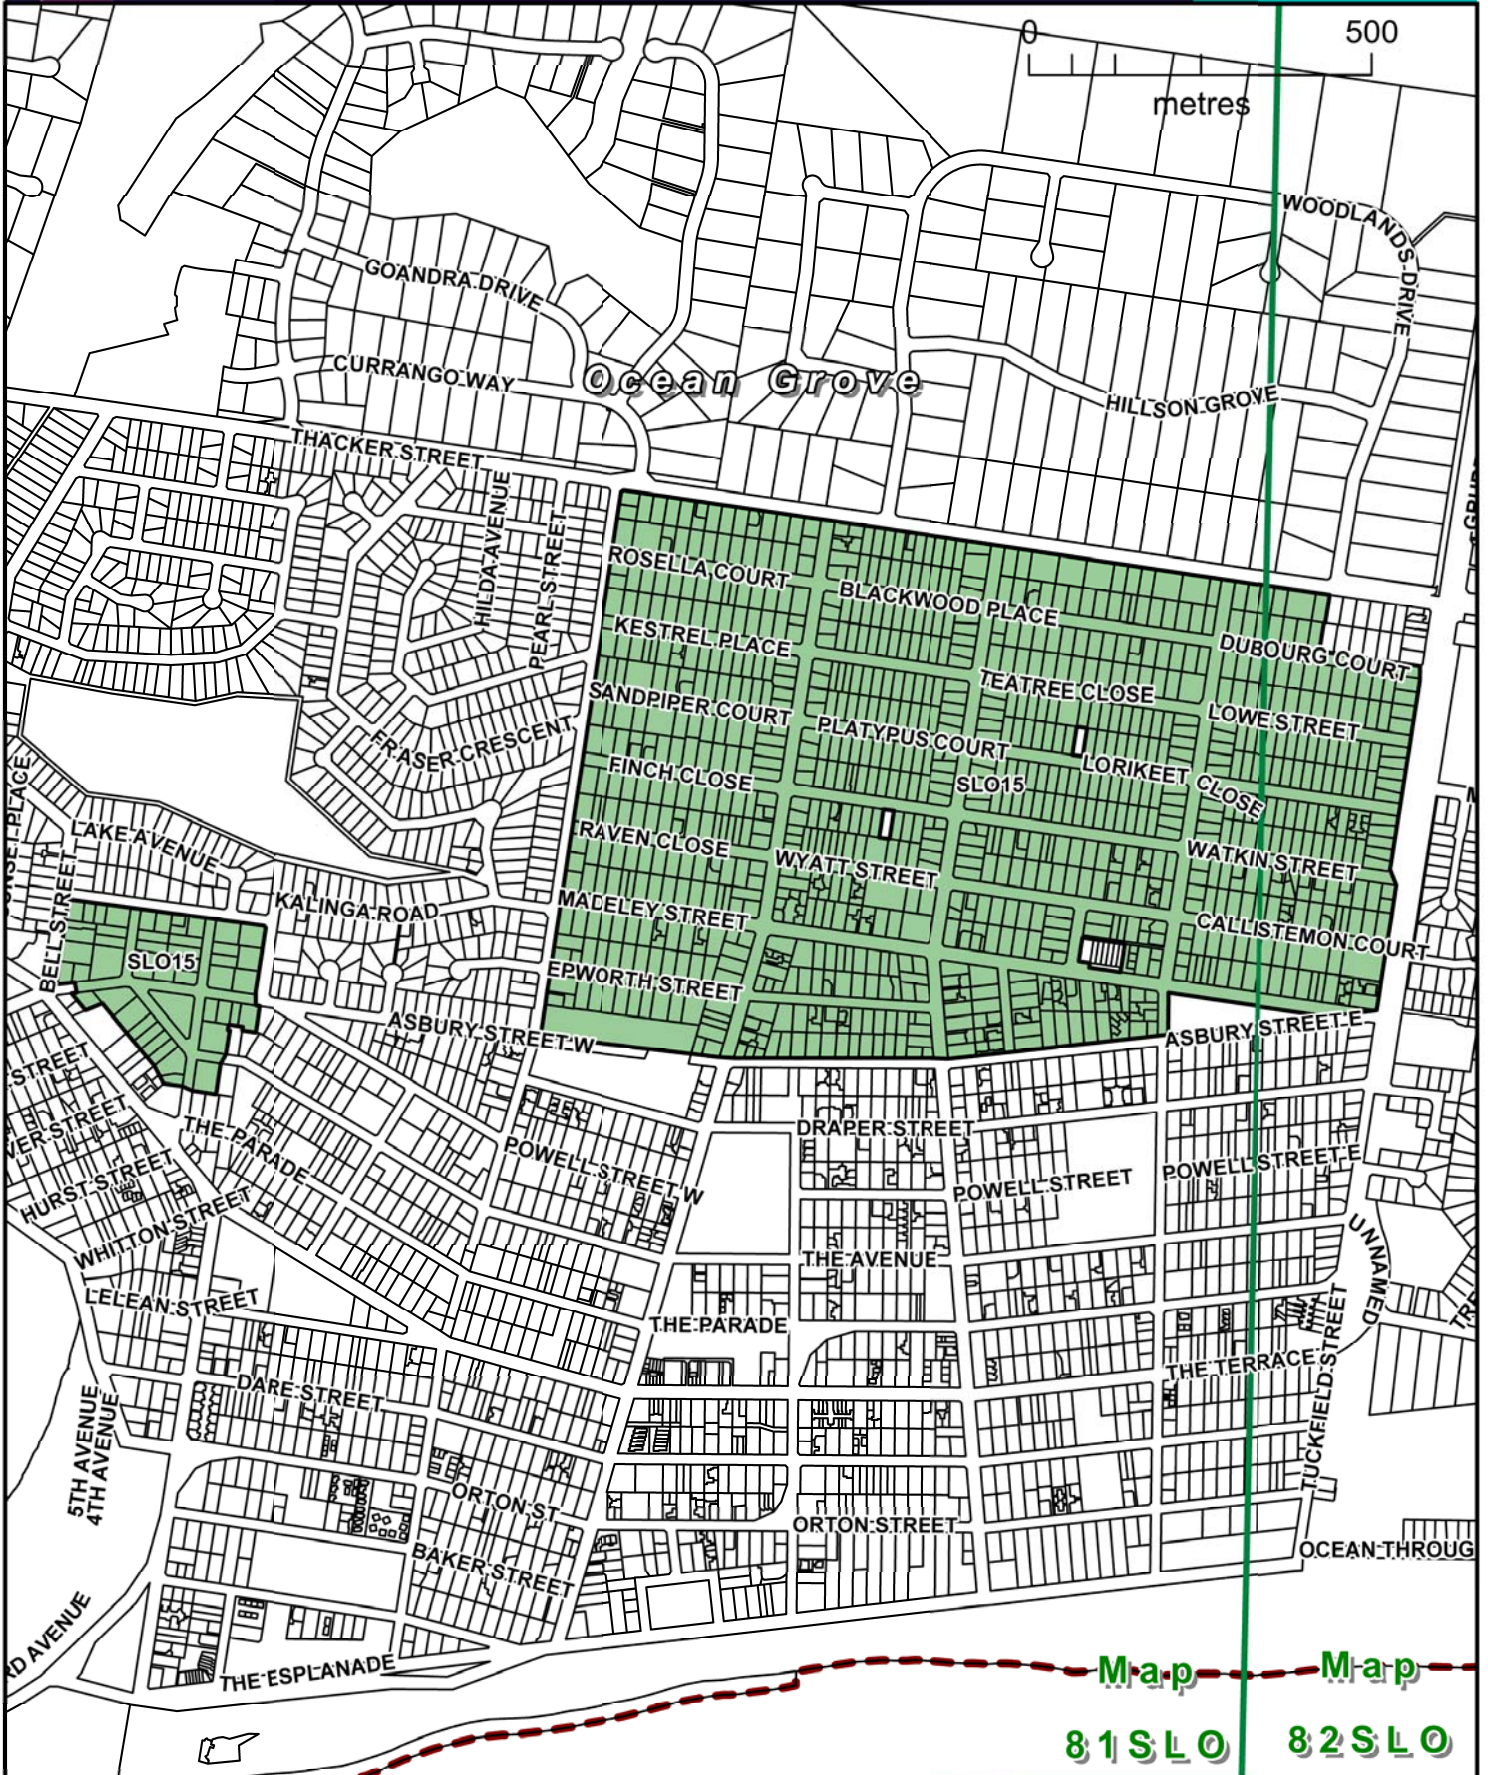 0 500
metres
WOODLANDS DRIVE
GOANDRA DRIVE
CURRANGO WAY
Ocean Grove
HILLSON GROVE
THACKER STREET
HILDA AVENUE
PEARL STREET
ROSELLA COURT
BLACKWOOD PLACE
KESTREL PLACE
DUBOURG COURT
TEATREE CLOSE
SANDPIPER COURT
PLATYPUS COURT
LOWE STREET
FRASER CRESCENT
FINCH CLOSE
LORIKEET CLOSE
SLO15
LAKE AVENUE
RAVEN CLOSE
WYATT STREET
WATKIN STREET
KALINGA ROAD
MADELEY STREET
CALLISTEMON COURT
BELL STREET
SLO15
EPWORTH STREET
ASBURY STREET W
ASBURY STREET E
STREET
THE PARADE
DRAPER STREET
POWELL STREET W
POWELL STREET
POWELL STREET E
HURST STREET
WHITTON STREET
UNNAMED
THE AVENUE
LELEAN STREET
THE PARADE
THE TERRACE
TUCKFIELD STREET
DARE STREET
5TH AVENUE
4TH AVENUE
ORTON ST
ORTON STREET
OCEAN THROUG
BAKER STREET
RD AVENUE
THE ESPLANADE
Map Map
81SLO 82SLO